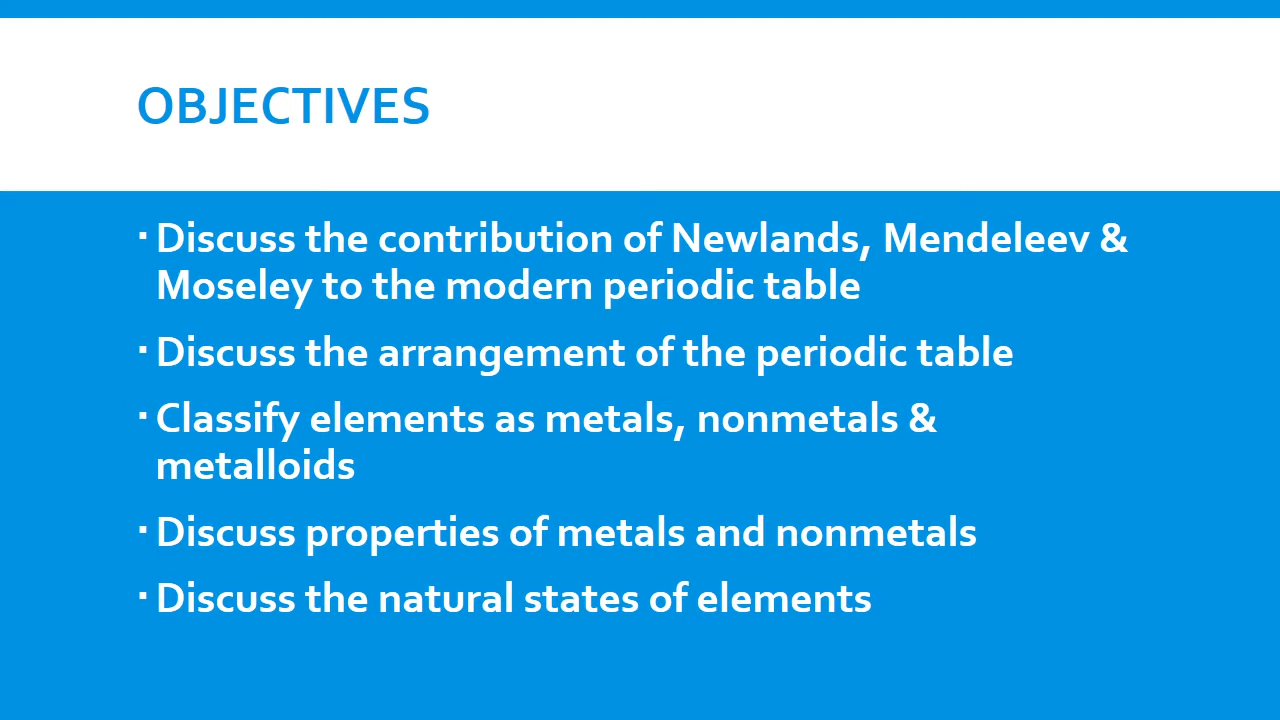 OBJECTIVES
▪ Discuss the contribution of Newlands, Mendeleev &
Moseley to the modern periodic table
▪ Discuss the arrangement of the periodic table
▪ Classify elements as metals, nonmetals &
metalloids
▪ Discuss properties of metals and nonmetals
▪ Discuss the natural states of elements